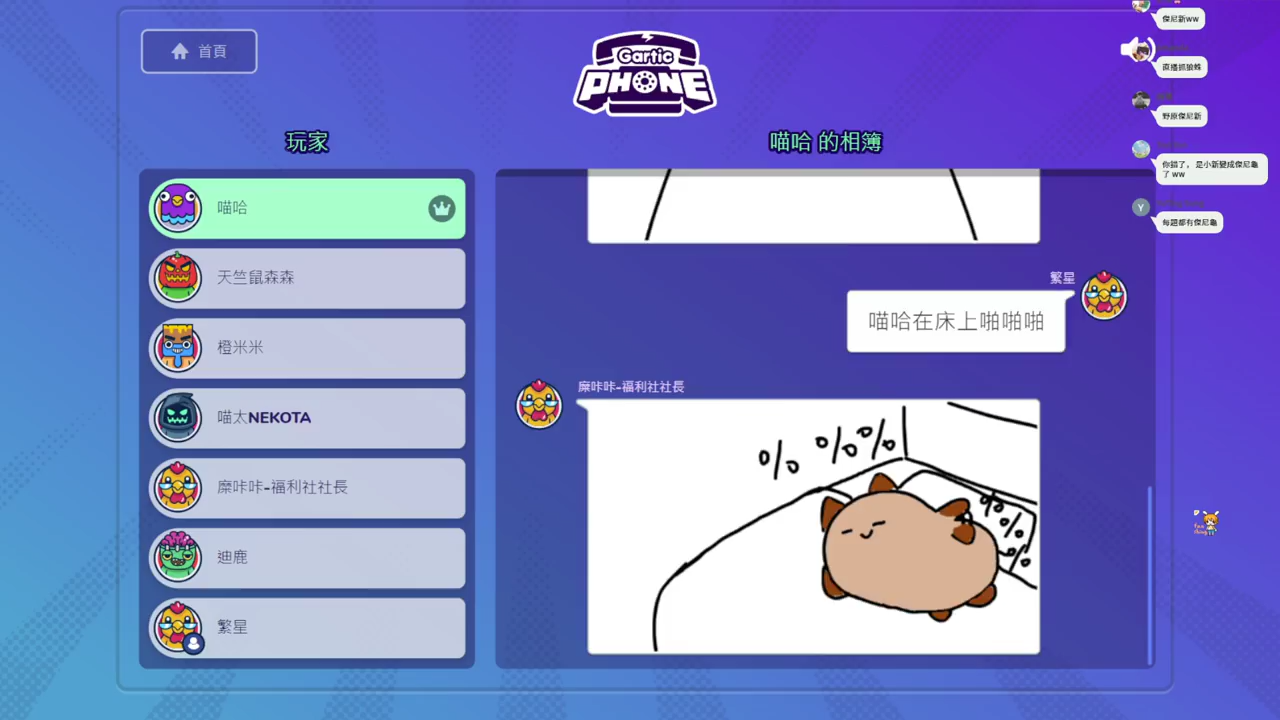 首頁
Gartic
PHONE
玩家
喵哈 的相簿
喵哈
天竺鼠森森
橙米米
喵太NEKOTA
糜咔咔-福利社社長
迪鹿
繁星
繁星
喵哈在床上啪啪啪
糜咔咔-福利社社長
% %%
傑尼新ww
直播抓狼蛛
野原傑尼新
你錯了， 是小新變成傑尼龜
了 ww
Y
每題都有傑尼龜